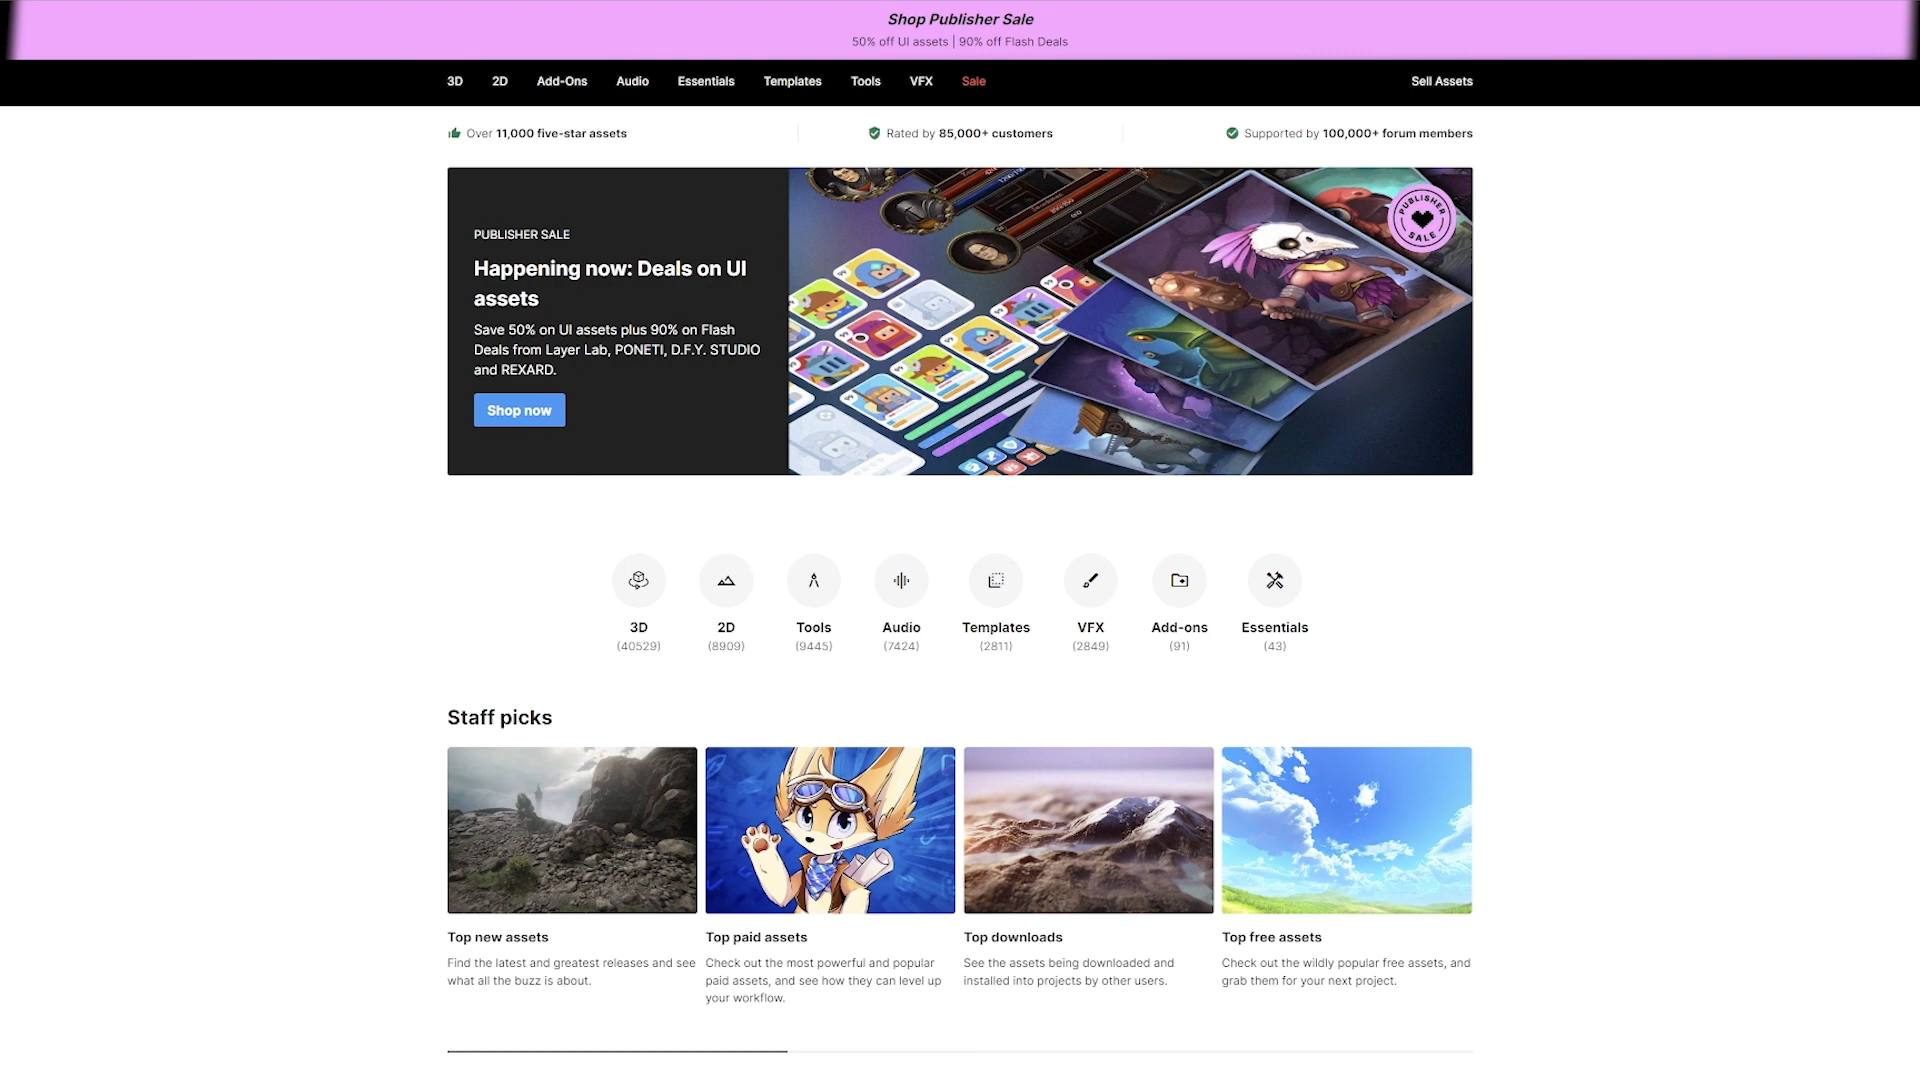 Shop Publisher Sale
50% off UI assets | 90% off Flash Deals
3D 2D Add-Ons Audio Essentials Templates Tools VFX Sale Sell Assets
Over 11,000 five-star assets
Rated by 85,000+ customers
Supported by 100,000+ forum members
PUBLISHER SALE
Happening now: Deals on UI
assets
Save 50% on UI assets plus 90% on Flash
Deals from Layer Lab, PONETI, D.F.Y. STUDIO
and REXARD.
Shop now
PUBLISHER
SALE
3D 2D Tools Audio Templates VFX Add-ons Essentials
(40529) (8909) (9445) (7424) (2811) (2849) (91) (43)
Staff picks
Top new assets
Find the latest and greatest releases and see
what all the buzz is about.
Top paid assets
Check out the most powerful and popular
paid assets, and see how they can level up
your workflow.
Top downloads
See the assets being downloaded and
installed into projects by other users.
Top free assets
Check out the wildly popular free assets, and
grab them for your next project.